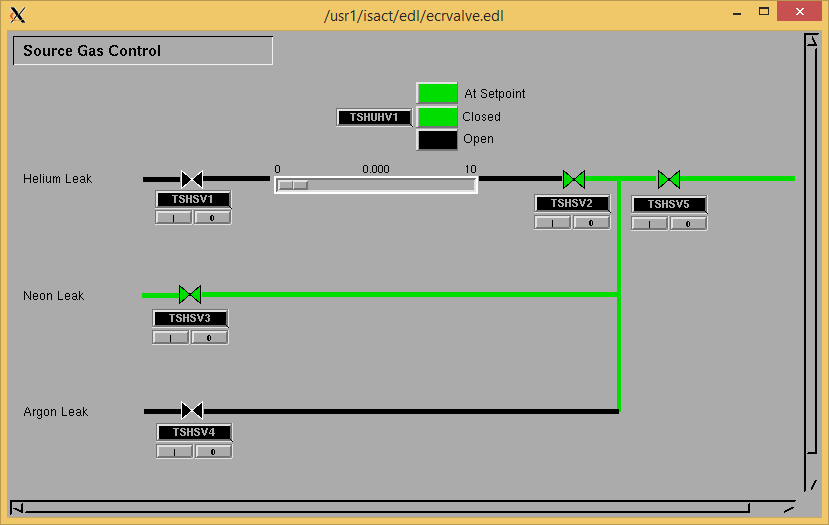 /usr1/isact/edl/ecrvalve.edl
Source Gas Control
At Setpoint
TSHUHV1 Closed
Open
Helium Leak 0 0.000 10
TSHSV1 TSHSV2 TSHSV5
| 0 | 0 | 0
Neon Leak
TSHSV3
| 0
Argon Leak
TSHSV4
| 0